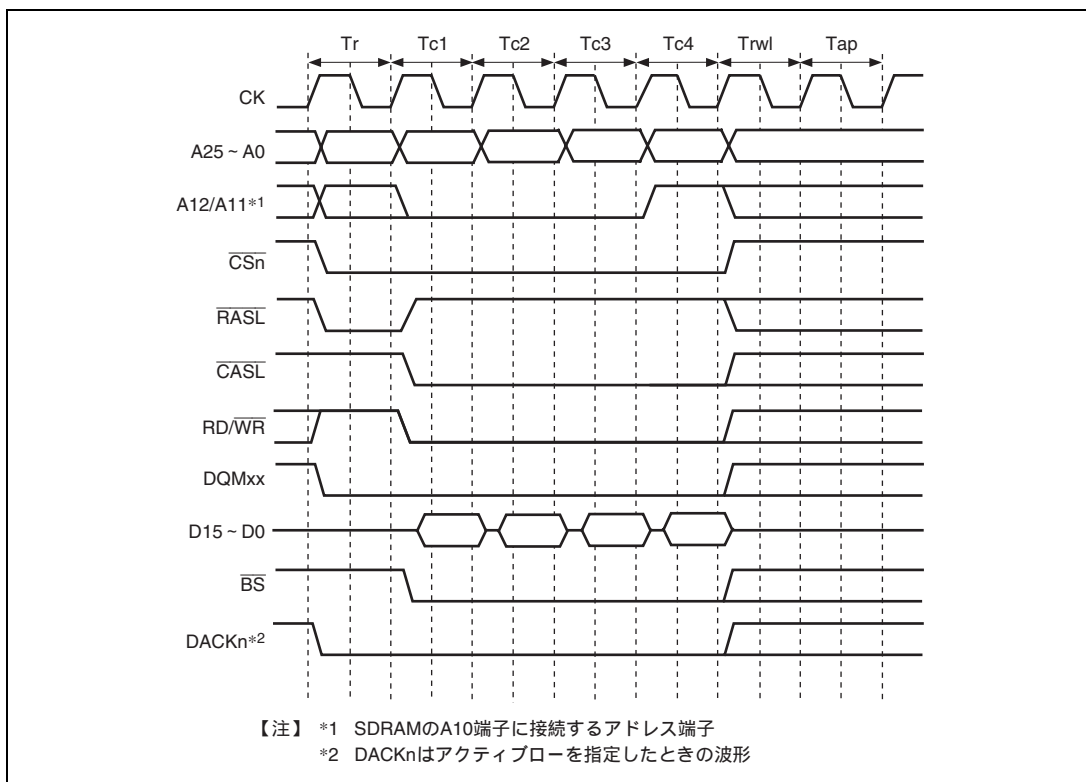 Tr Tc1 Tc2 Tc3 Tc4 Trwl Tap
CK
A25 ~ A0
A12/A11*1
CSn
RASL
CASL
RD/WR
DQMxx
D15 ~ D0
BS
DACKn*2
【注】 *1 SDRAMのA10端子に接続するアドレス端子
*2 DACKnはアクティブローを指定したときの波形